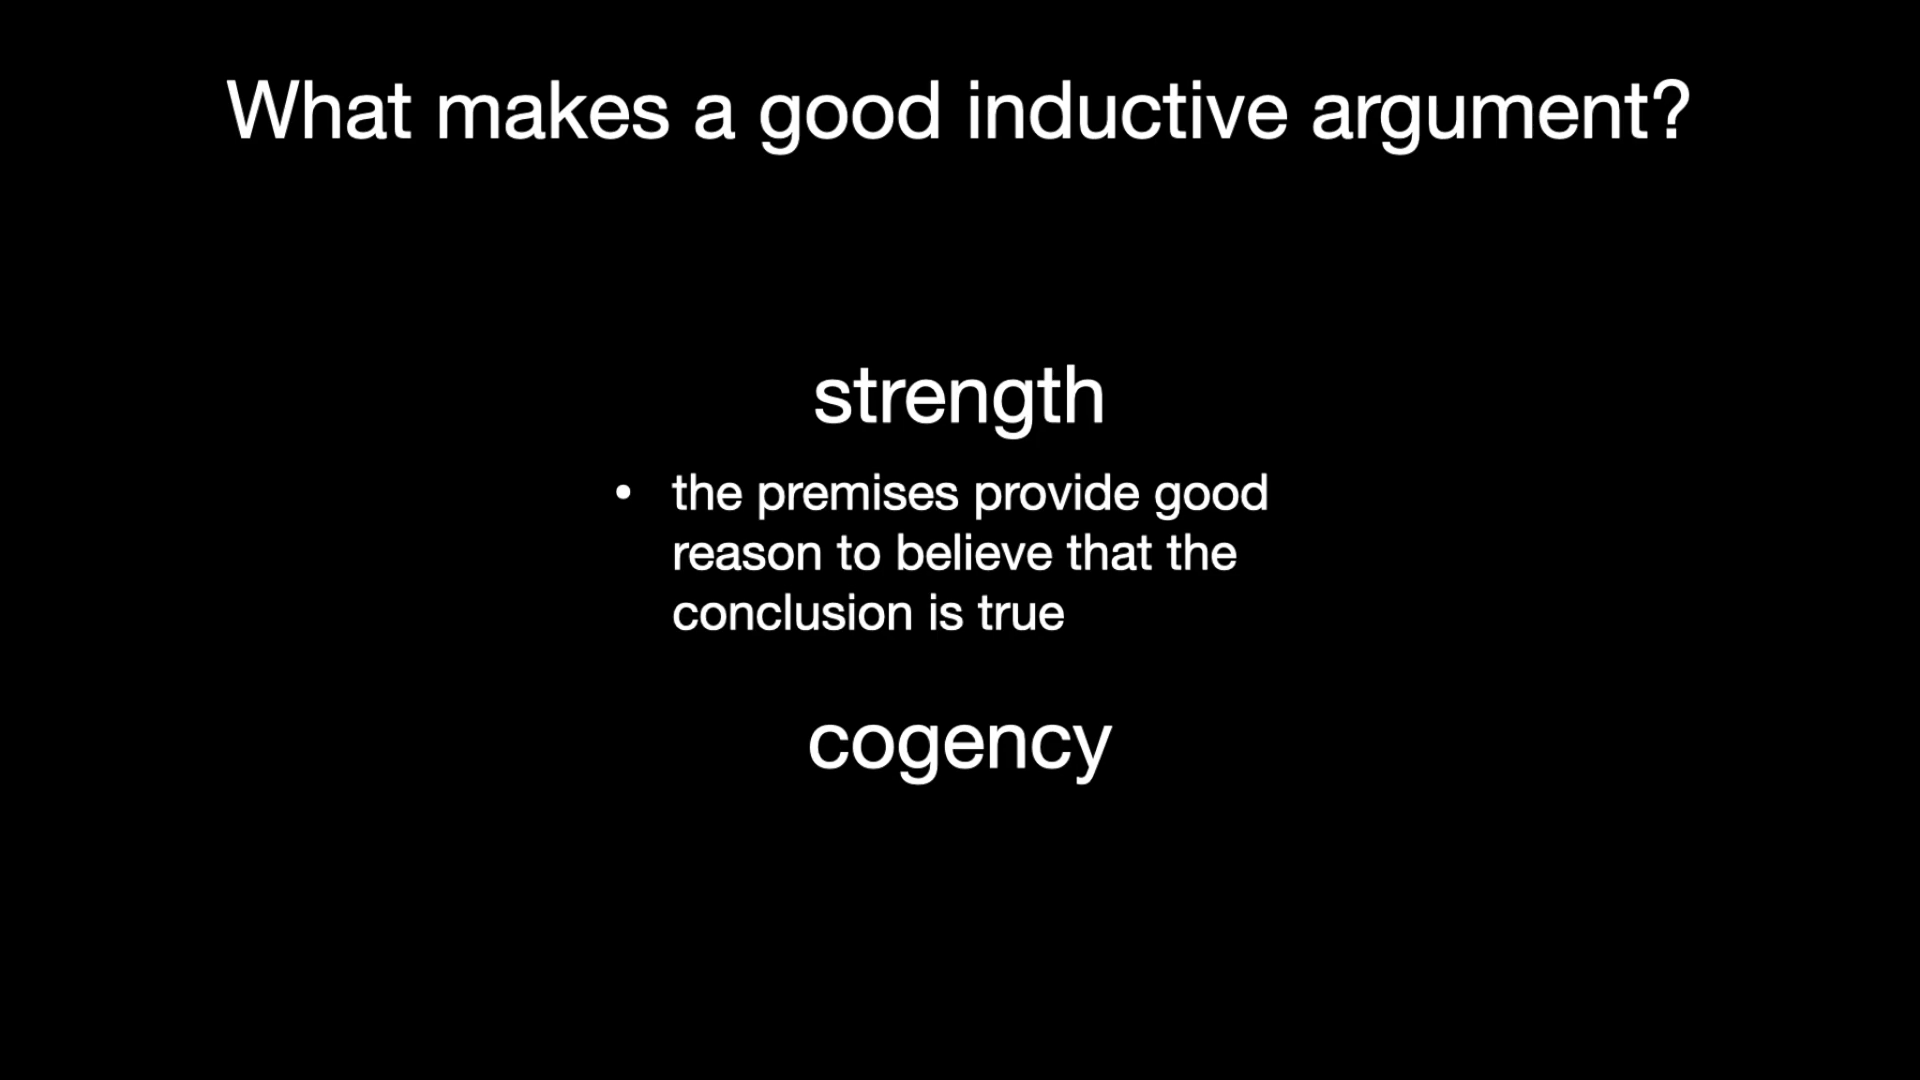 What makes a good inductive argument?
strength
• the premises provide good
reason to believe that the
conclusion is true
cogency